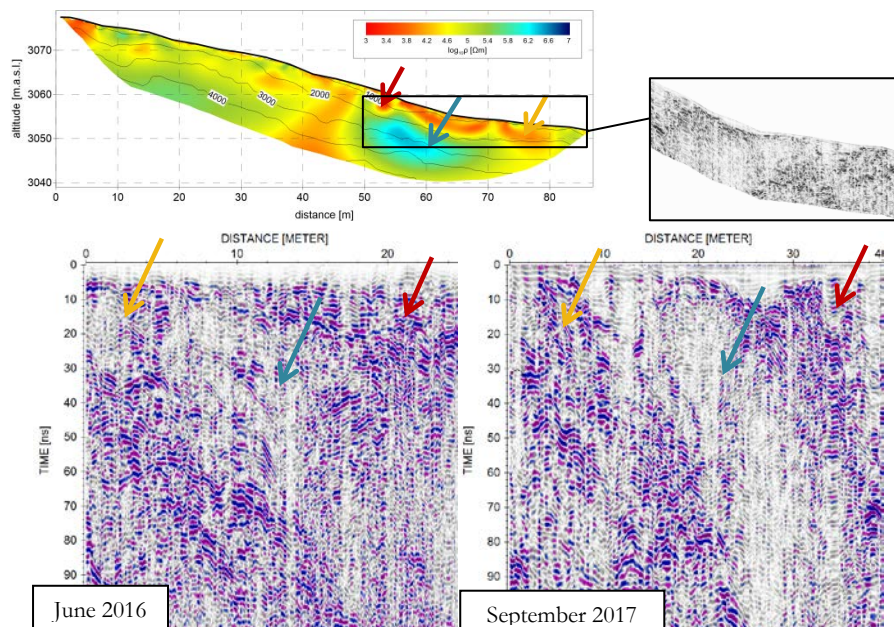 3 3.4 3.8 4.2 4.6 5 5.4 5.8 6.2 6.6 7
log₁₀ρ [Ωm]
altitude [m.a.s.l.]
3070
3060
3050
3040
4000
3000
2000
0 10 20 30 40 50 60 70 80
distance [m]
DISTANCE [METER]
0 10 20
TIME [ns]
0
10
20
30
40
50
60
70
80
90
June 2016
DISTANCE [METER]
0 10 20 30
TIME [ns]
0
10
20
30
40
50
60
70
80
90
September 2017